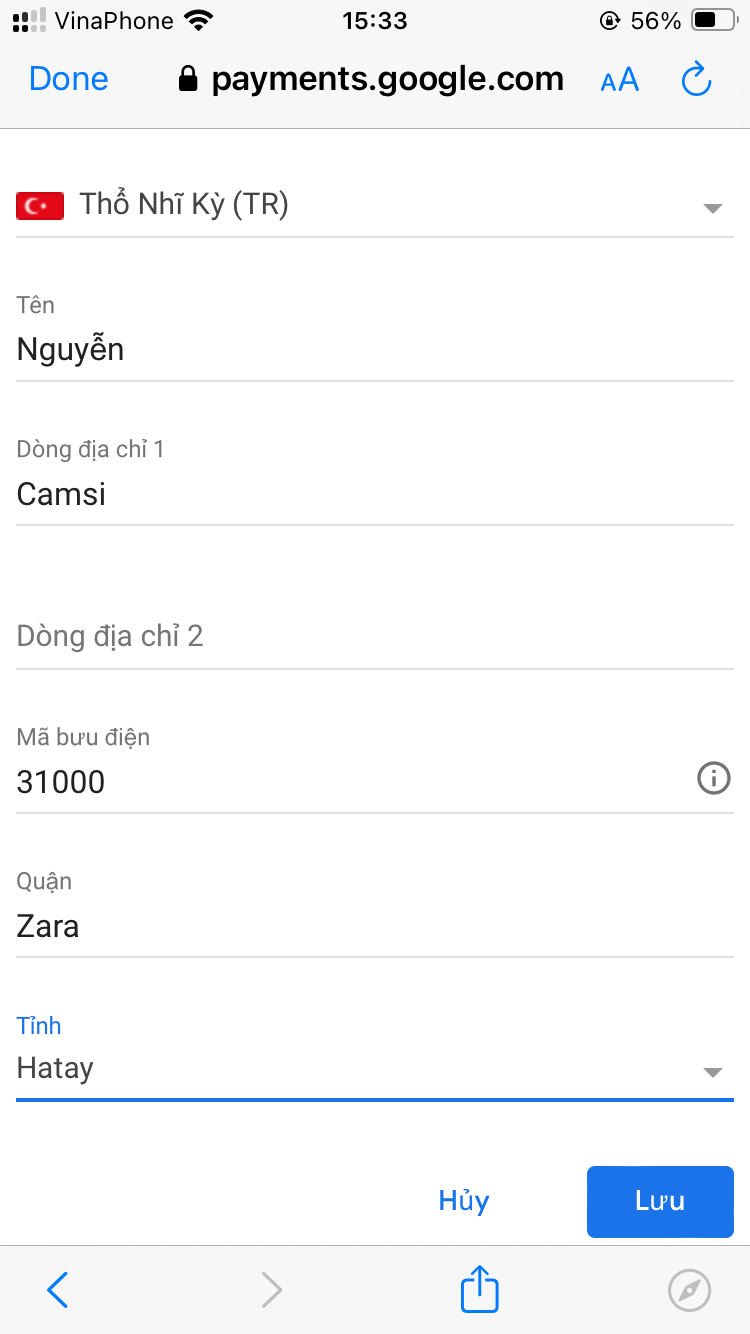 VinaPhone 15:33 56%
Done payments.google.com AA
Thổ Nhĩ Kỳ (TR)
Tên
Nguyễn
Dòng địa chỉ 1
Camsi
Dòng địa chỉ 2
Mã bưu điện
31000
Quận
Zara
Tỉnh
Hatay
Hủy Lưu